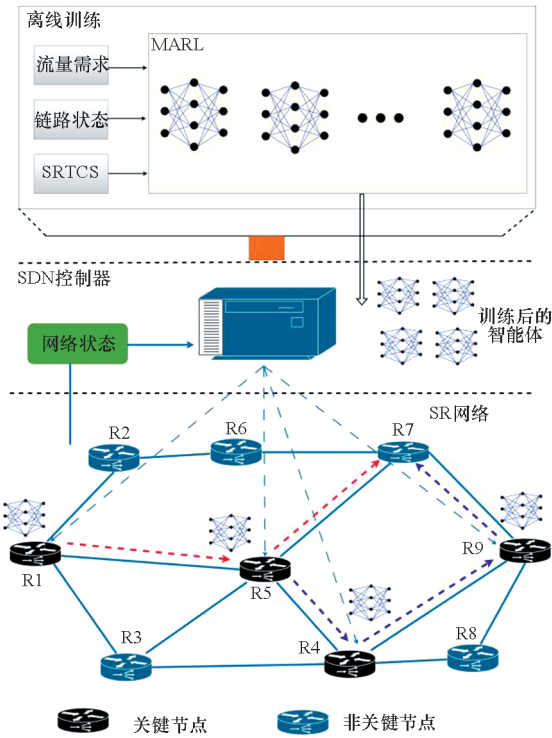 离线训练
MARL
流量需求
链路状态
SRTCS
SDN控制器
训练后的
智能体
网络状态
SR网络
R2
R6
R7
R1
R5
R9
R3
R4
R8
关键节点
非关键节点